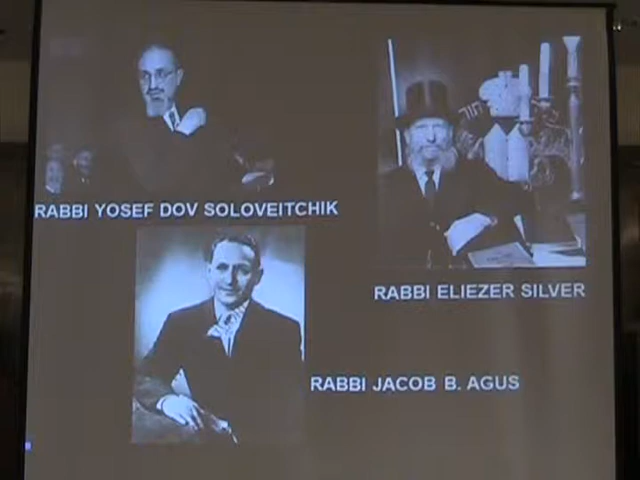 RABBI YOSEF DOV SOLOVEITCHIK
RABBI ELIEZER SILVER
RABBI JACOB B. AGUS